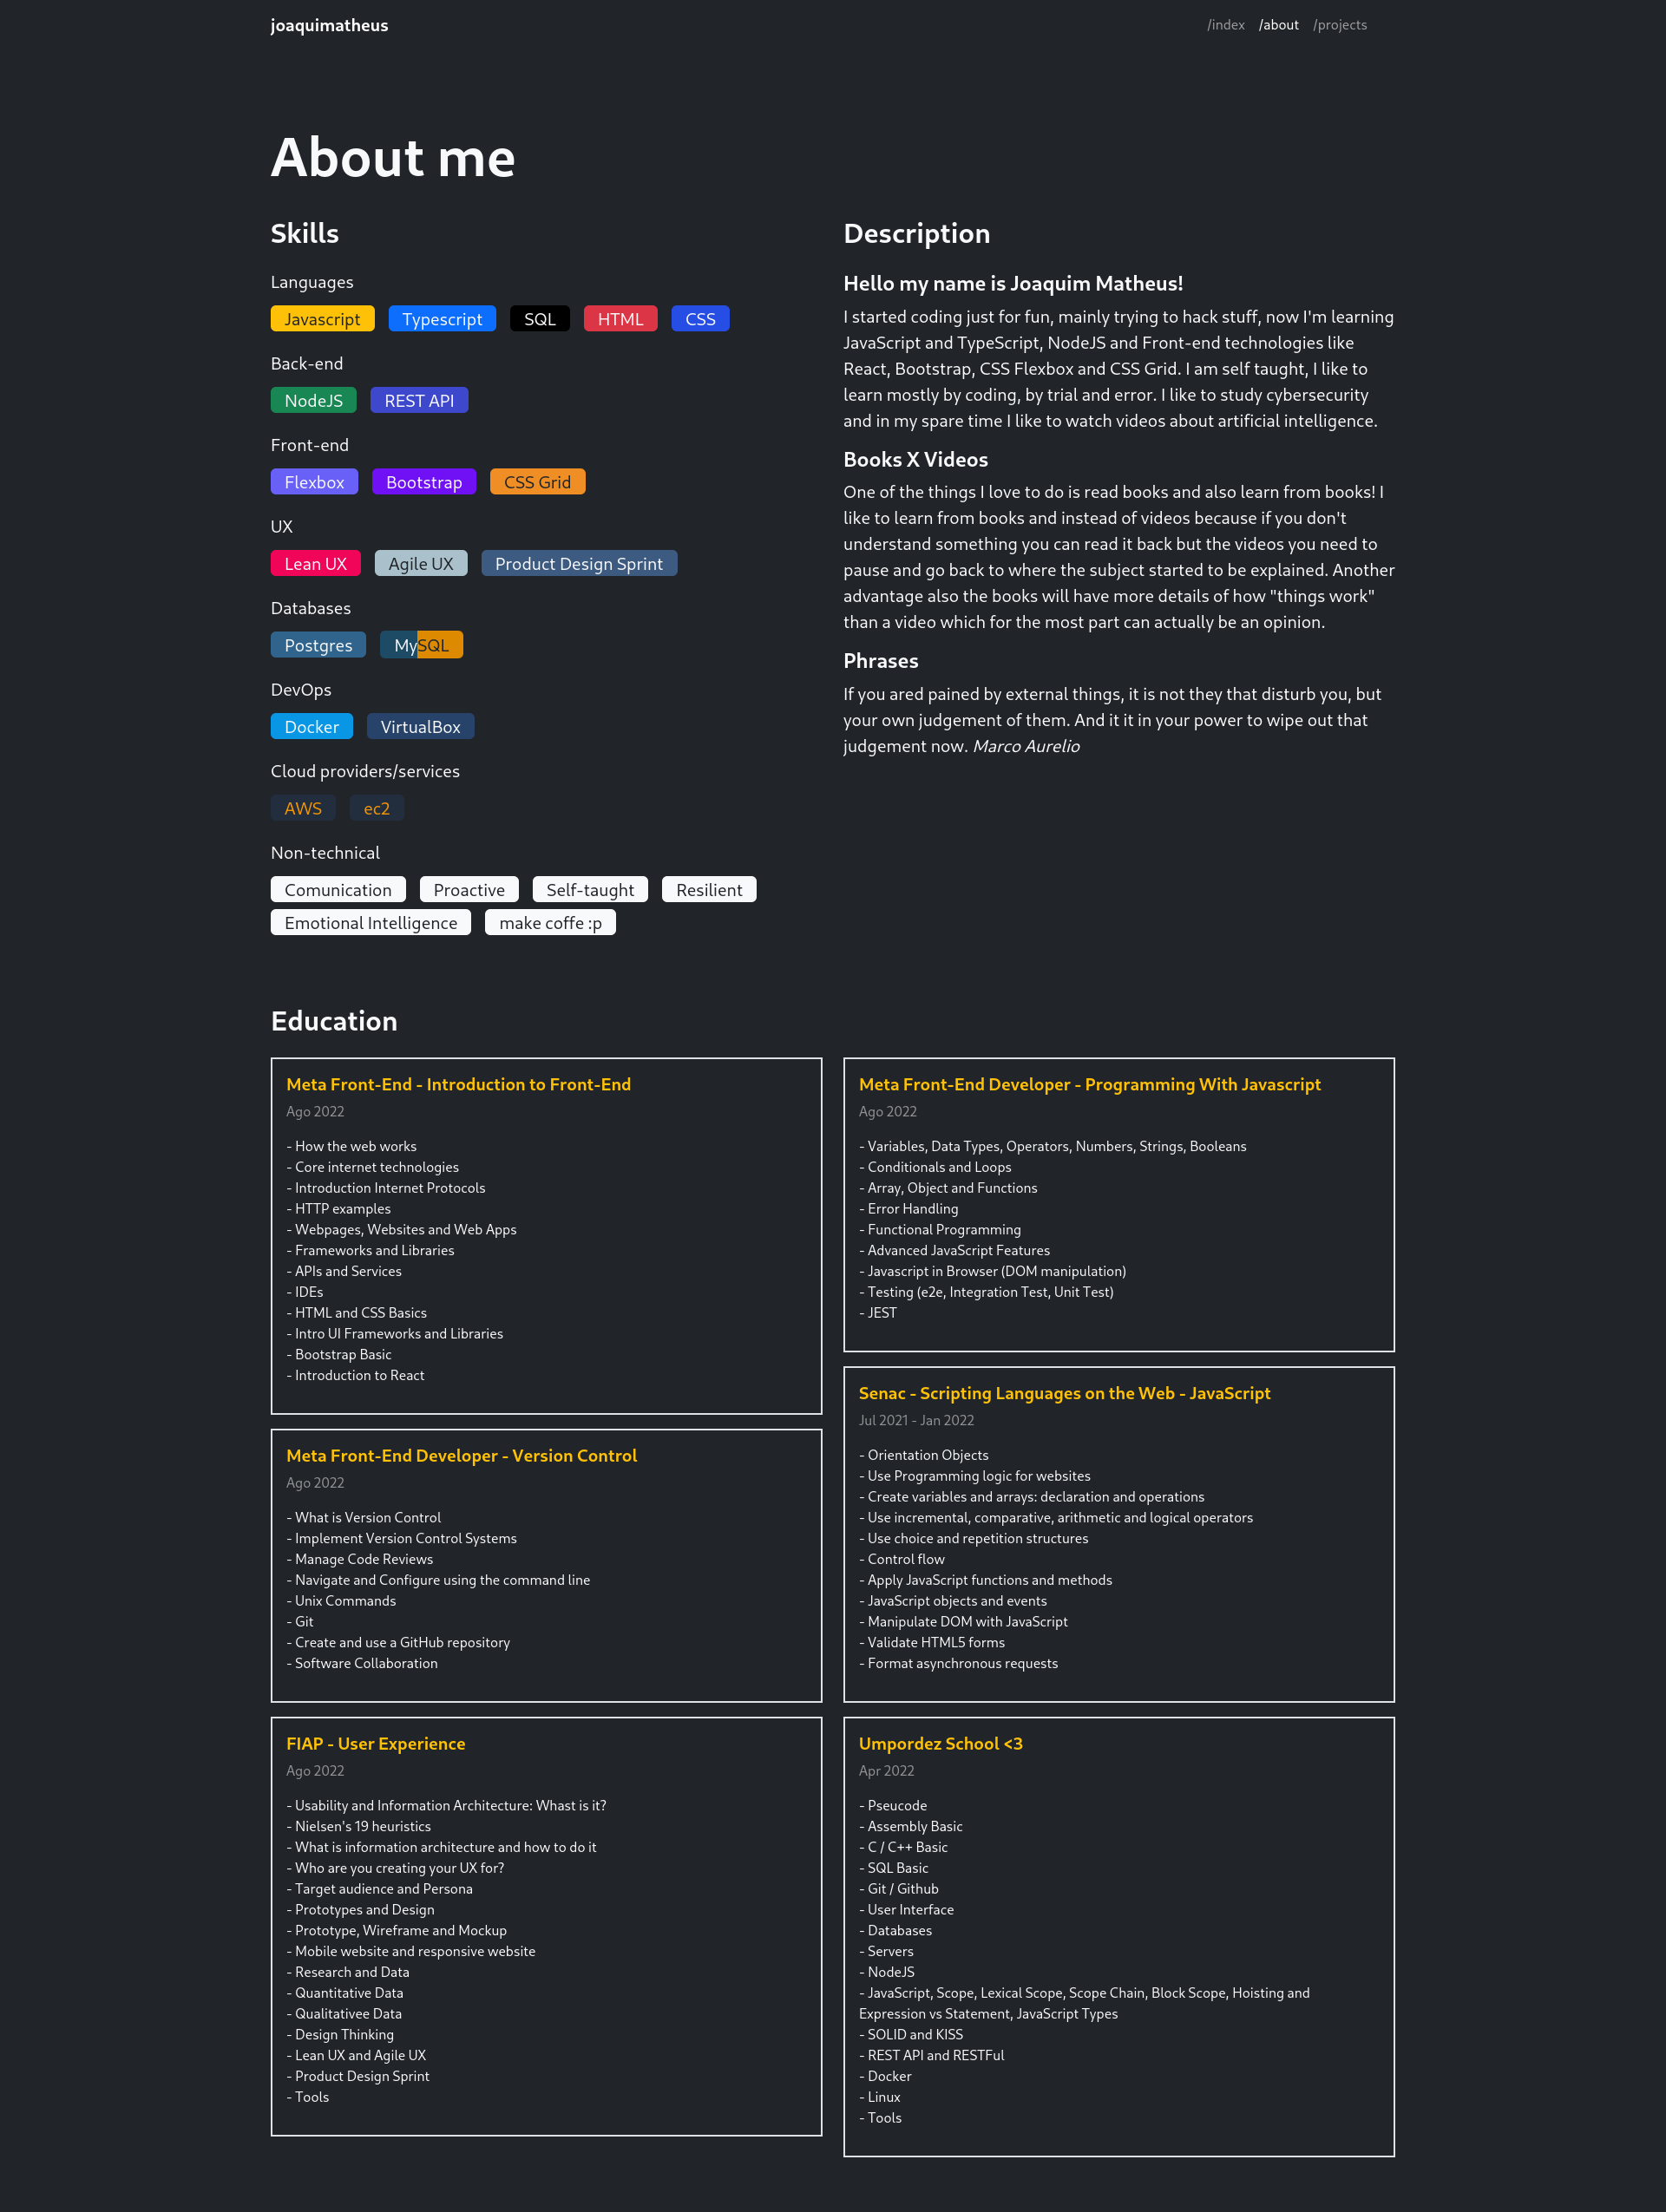 joaquimatheus
/index /about /projects
About me
Skills
Languages
Javascript Typescript SQL HTML CSS
Back-end
NodeJS REST API
Front-end
Flexbox Bootstrap CSS Grid
UX
Lean UX Agile UX Product Design Sprint
Databases
Postgres MySQL
DevOps
Docker VirtualBox
Cloud providers/services
AWS ec2
Non-technical
Comunication Proactive Self-taught Resilient
Emotional Intelligence make coffe :p
Description
Hello my name is Joaquim Matheus!
I started coding just for fun, mainly trying to hack stuff, now I'm learning
JavaScript and TypeScript, NodeJS and Front-end technologies like
React, Bootstrap, CSS Flexbox and CSS Grid. I am self taught, I like to
learn mostly by coding, by trial and error. I like to study cybersecurity
and in my spare time I like to watch videos about artificial intelligence.
Books X Videos
One of the things I love to do is read books and also learn from books! I
like to learn from books and instead of videos because if you don't
understand something you can read it back but the videos you need to
pause and go back to where the subject started to be explained. Another
advantage also the books will have more details of how "things work"
than a video which for the most part can actually be an opinion.
Phrases
If you ared pained by external things, it is not they that disturb you, but
your own judgement of them. And it it in your power to wipe out that
judgement now. Marco Aurelio
Education
Meta Front-End - Introduction to Front-End
Ago 2022
- How the web works
- Core internet technologies
- Introduction Internet Protocols
- HTTP examples
- Webpages, Websites and Web Apps
- Frameworks and Libraries
- APIs and Services
- IDEs
- HTML and CSS Basics
- Intro UI Frameworks and Libraries
- Bootstrap Basic
- Introduction to React
Meta Front-End Developer - Version Control
Ago 2022
- What is Version Control
- Implement Version Control Systems
- Manage Code Reviews
- Navigate and Configure using the command line
- Unix Commands
- Git
- Create and use a GitHub repository
- Software Collaboration
FIAP - User Experience
Ago 2022
- Usability and Information Architecture: Whast is it?
- Nielsen's 19 heuristics
- What is information architecture and how to do it
- Who are you creating your UX for?
- Target audience and Persona
- Prototypes and Design
- Prototype, Wireframe and Mockup
- Mobile website and responsive website
- Research and Data
- Quantitative Data
- Qualitativee Data
- Design Thinking
- Lean UX and Agile UX
- Product Design Sprint
- Tools
Meta Front-End Developer - Programming With Javascript
Ago 2022
- Variables, Data Types, Operators, Numbers, Strings, Booleans
- Conditionals and Loops
- Array, Object and Functions
- Error Handling
- Functional Programming
- Advanced JavaScript Features
- Javascript in Browser (DOM manipulation)
- Testing (e2e, Integration Test, Unit Test)
- JEST
Senac - Scripting Languages on the Web - JavaScript
Jul 2021 - Jan 2022
- Orientation Objects
- Use Programming logic for websites
- Create variables and arrays: declaration and operations
- Use incremental, comparative, arithmetic and logical operators
- Use choice and repetition structures
- Control flow
- Apply JavaScript functions and methods
- JavaScript objects and events
- Manipulate DOM with JavaScript
- Validate HTML5 forms
- Format asynchronous requests
Umpordez School <3
Apr 2022
- Pseucode
- Assembly Basic
- C / C++ Basic
- SQL Basic
- Git / Github
- User Interface
- Databases
- Servers
- NodeJS
- JavaScript, Scope, Lexical Scope, Scope Chain, Block Scope, Hoisting and
Expression vs Statement, JavaScript Types
- SOLID and KISS
- REST API and RESTFul
- Docker
- Linux
- Tools